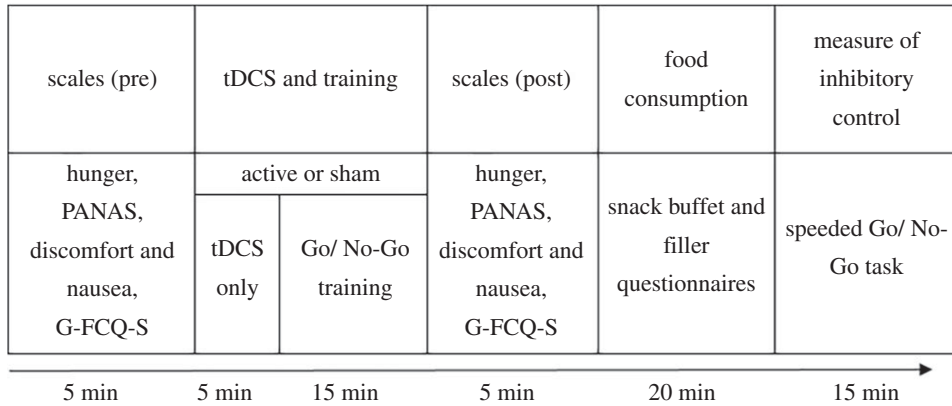 scales (pre)
tDCS and training
scales (post)
food
consumption
measure of
inhibitory
control
hunger,
PANAS,
discomfort and
nausea,
G-FCQ-S
active or sham
tDCS
only
Go/ No-Go
training
hunger,
PANAS,
discomfort and
nausea,
G-FCQ-S
snack buffet and
filler
questionnaires
speeded Go/ No-
Go task
5 min
5 min
15 min
5 min
20 min
15 min